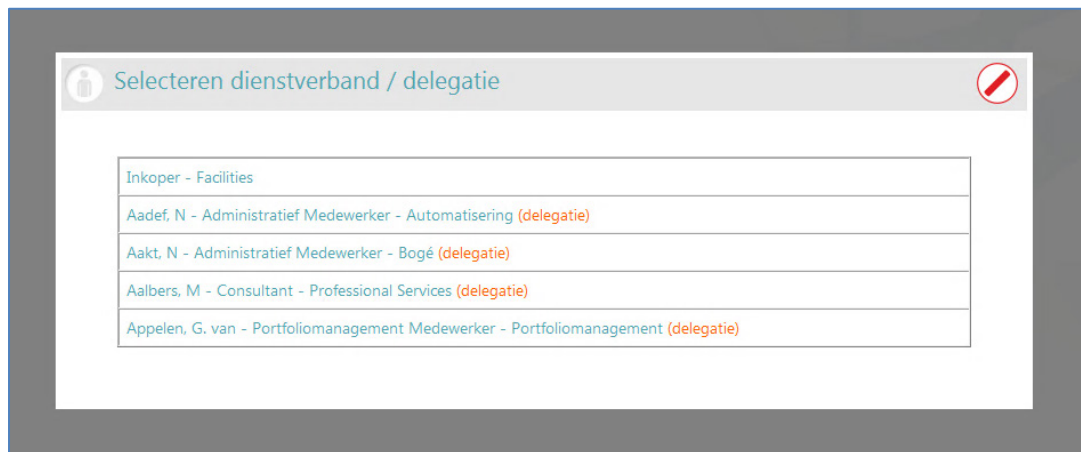 Selecteren dienstverband / delegatie
Inkoper - Facilities
Aadef, N - Administratief Medewerker - Automatisering (delegatie)
Aakt, N - Administratief Medewerker - Bogé (delegatie)
Aalbers, M - Consultant - Professional Services (delegatie)
Appelen, G. van - Portfoliomanagement Medewerker - Portfoliomanagement (delegatie)